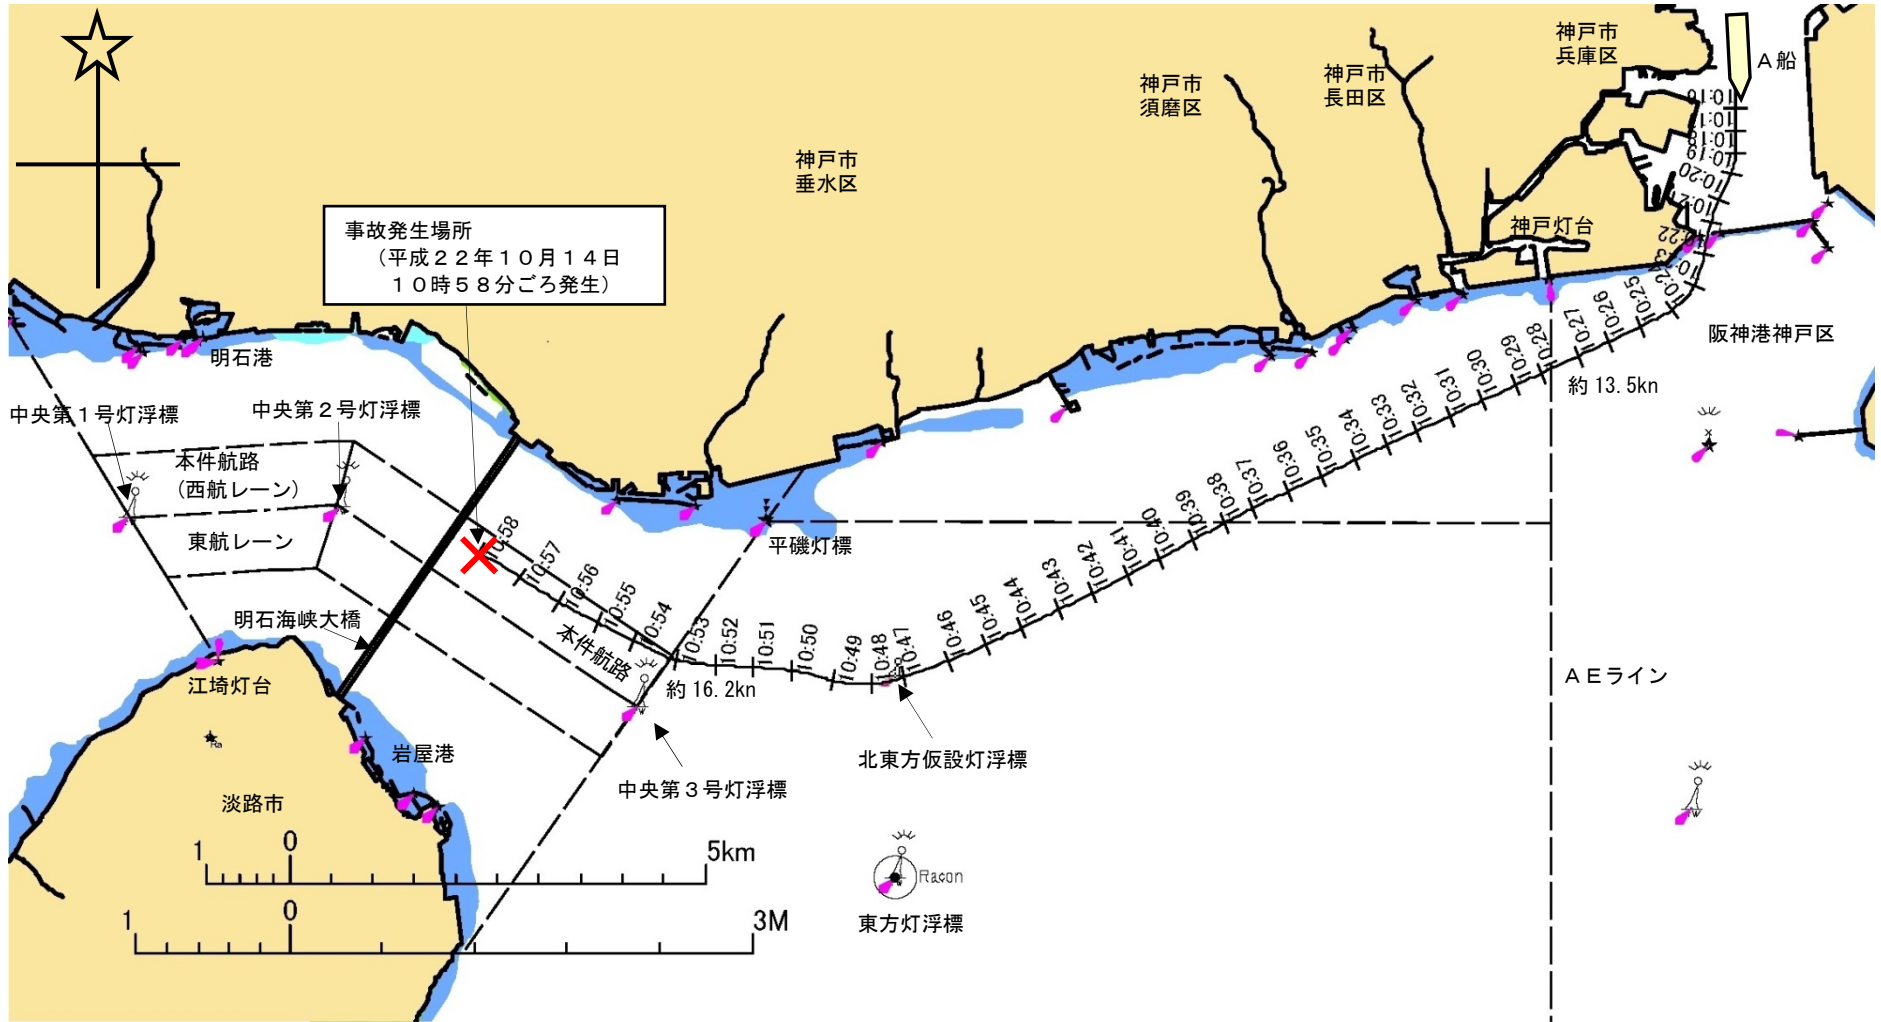 神戸市
兵庫区
A船
神戸市
長田区
神戸市
須磨区
神戸市
垂水区
事故発生場所
(平成22年10月14日
10時58分ごろ発生)
神戸灯台
阪神港神戸区
約 13.5kn
明石港
中央第1号灯浮標
中央第2号灯浮標
本件航路
(西航レーン)
東航レーン
明石海峡大橋
平磯灯標
本件航路
約 16.2kn
AEライン
江埼灯台
岩屋港
淡路市
北東方仮設灯浮標
中央第3号灯浮標
東方灯浮標
Racon
Ra
10:16
10:17
10:18
10:19
10:20
10:21
10:22
10:23
10:24
10:25
10:26
10:27
10:28
10:29
10:30
10:31
10:32
10:33
10:34
10:35
10:36
10:37
10:38
10:39
10:40
10:41
10:42
10:43
10:44
10:45
10:46
10:47
10:48
10:49
10:50
10:51
10:52
10:53
10:54
10:55
10:56
10:57
10:58
1 0 5km
1 0 3M